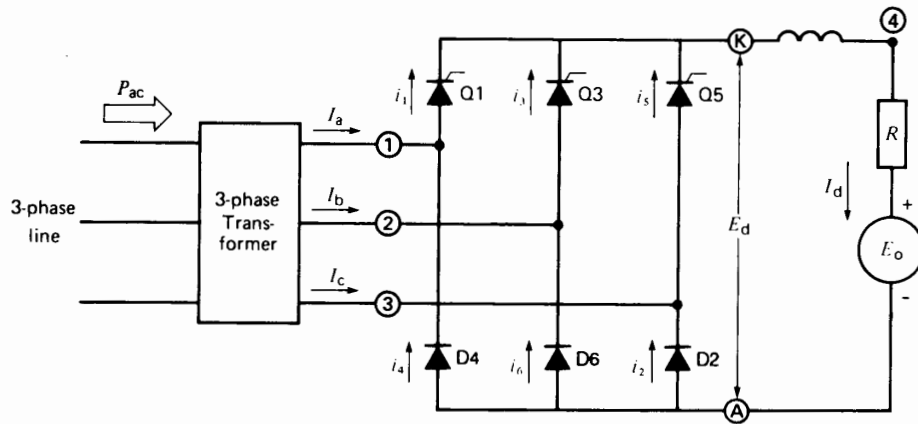 4
K
P_ac
i_1
Q1
i_3
Q3
i_5
Q5
I_a
1
R
3-phase
line
3-phase
Trans-
former
I_b
2
I_d
+
E_d
E_o
I_c
3
-
i_4
D4
i_6
D6
i_2
D2
A